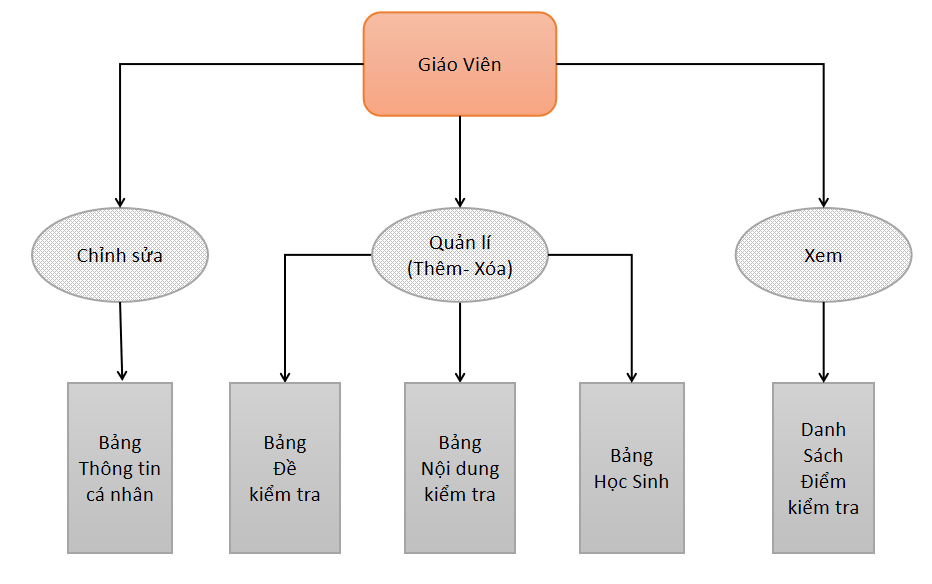 Giáo Viên
Chỉnh sửa
Quản lí
(Thêm- Xóa)
Xem
Bảng
Thông tin
cá nhân
Bảng
Đề
kiểm tra
Bảng
Nội dung
kiểm tra
Bảng
Học Sinh
Danh
Sách
Điểm
kiểm tra